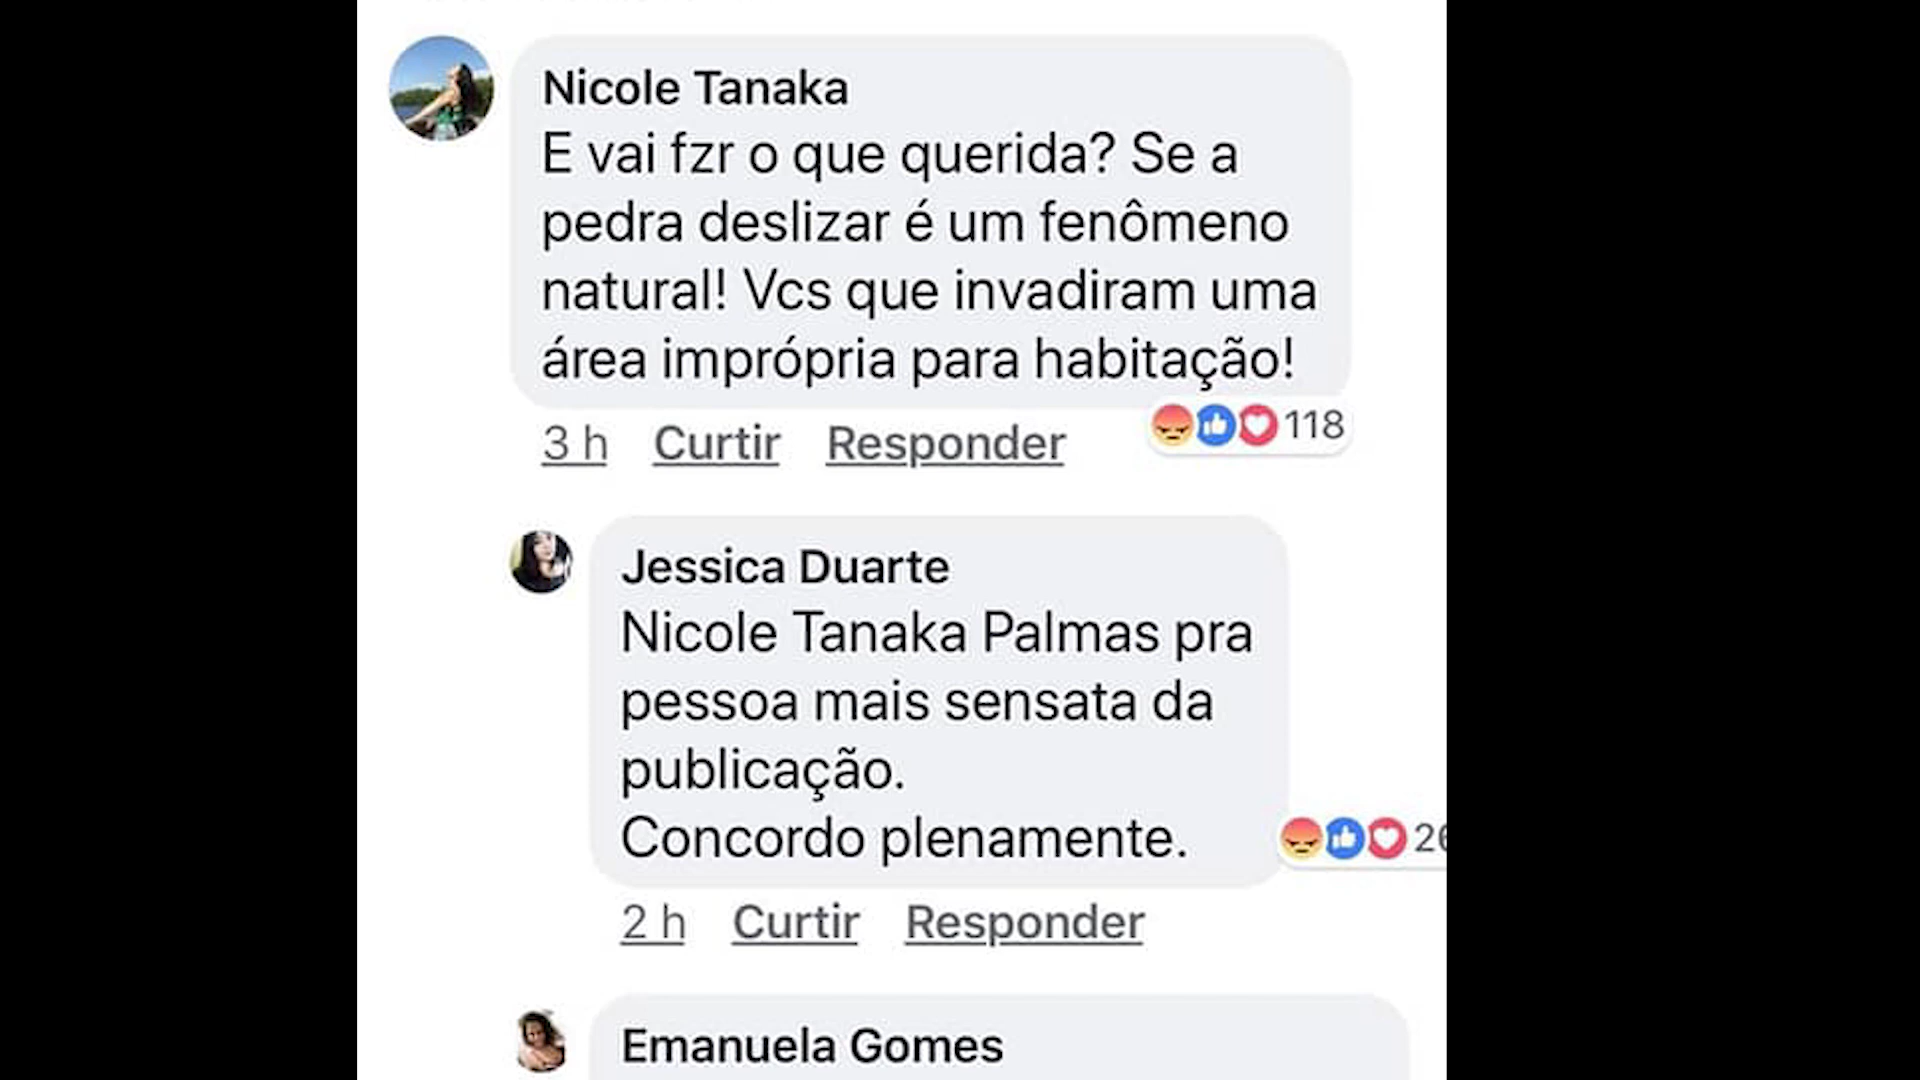 Nicole Tanaka
E vai fzr o que querida? Se a
pedra deslizar é um fenômeno
natural! Vcs que invadiram uma
área imprópria para habitação!
3 h Curtir Responder 118
Jessica Duarte
Nicole Tanaka Palmas pra
pessoa mais sensata da
publicação.
Concordo plenamente.
2 h Curtir Responder
Emanuela Gomes